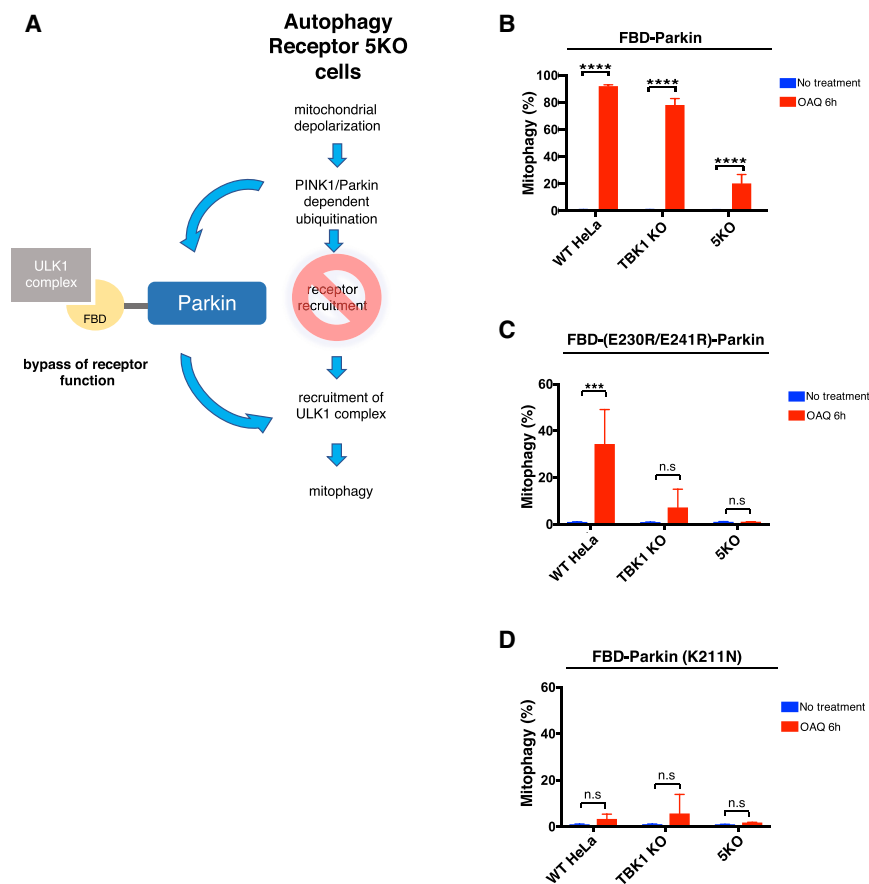 A
Autophagy
Receptor 5KO
cells
mitochondrial
depolarization
PINK1/Parkin
dependent
ubiquitination
ULK1
complex
FBD
Parkin
receptor
recruitment
bypass of receptor
function
recruitment of
ULK1 complex
mitophagy
B
FBD-Parkin
Mitophagy (%)
100
80
60
40
20
0
****
****
****
WT HeLa
TBK1 KO
5KO
No treatment
OAQ 6h
C
FBD-(E230R/E241R)-Parkin
Mitophagy (%)
60
40
20
0
***
n.s
n.s
WT HeLa
TBK1 KO
5KO
No treatment
OAQ 6h
D
FBD-Parkin (K211N)
Mitophagy (%)
60
40
20
0
n.s
n.s
n.s
WT HeLa
TBK1 KO
5KO
No treatment
OAQ 6h